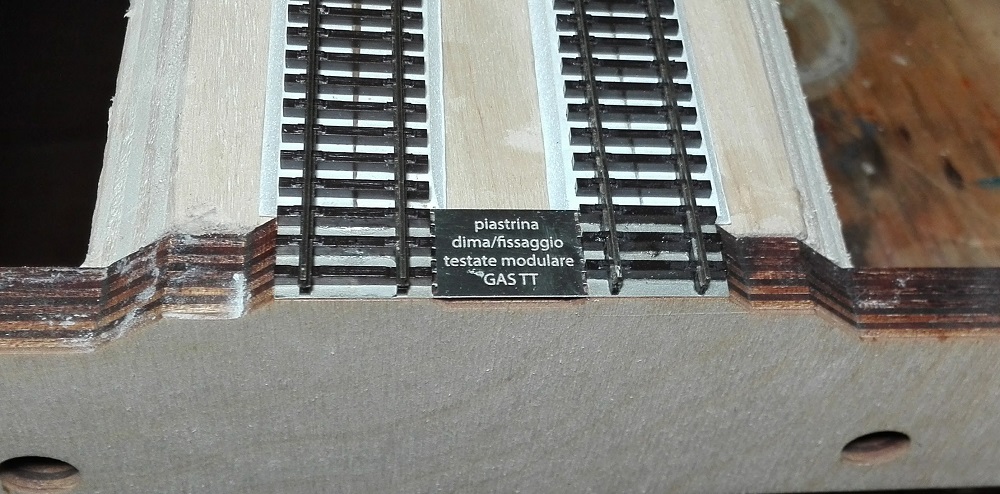 piastrina
dima/fissaggio
testate modulare
GAS TT